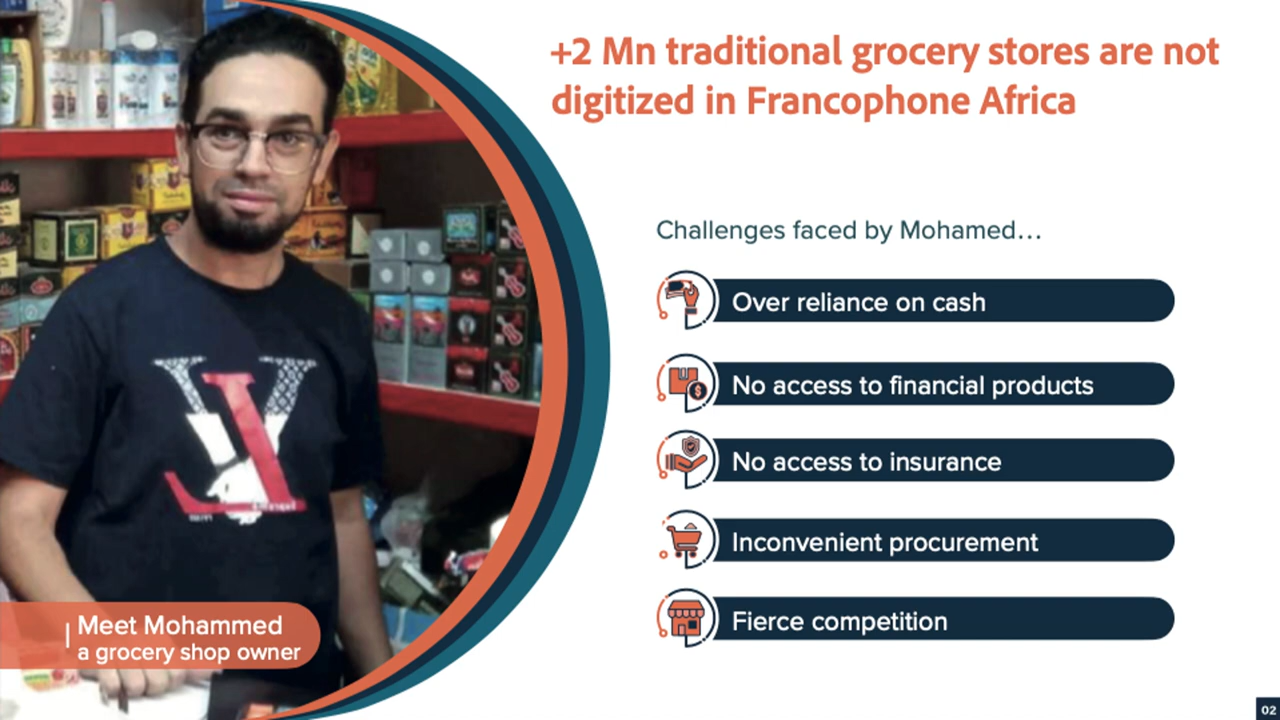 +2 Mn traditional grocery stores are not
digitized in Francophone Africa
Challenges faced by Mohamed…
Over reliance on cash
No access to financial products
No access to insurance
Inconvenient procurement
Fierce competition
Meet Mohammed
a grocery shop owner
02